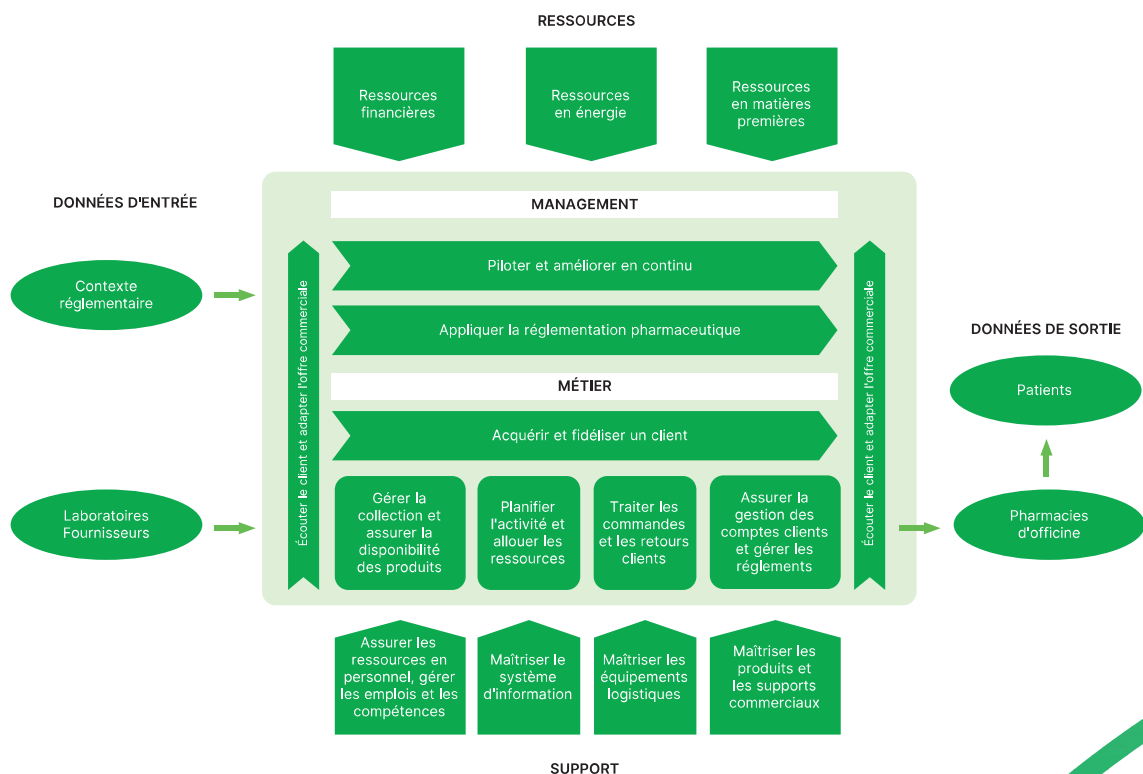 RESSOURCES
Ressources
financières
Ressources
en énergie
Ressources
en matières
premières
DONNÉES D'ENTRÉE
Contexte
réglementaire
Laboratoires
Fournisseurs
Écouter le client et adapter l'offre commerciale
MANAGEMENT
Piloter et améliorer en continu
Appliquer la réglementation pharmaceutique
MÉTIER
Acquérir et fidéliser un client
Gérer la
collection et
assurer la
disponibilité
des produits
Planifier
l'activité et
allouer les
ressources
Traiter les
commandes
et les retours
clients
Assurer la
gestion des
comptes clients
et gérer les
réglements
Écouter le client et adapter l'offre commerciale
DONNÉES DE SORTIE
Patients
Pharmacies
d'officine
Assurer les
ressources en
personnel, gérer
les emplois et les
compétences
Maîtriser le
système
d'information
Maîtriser les
équipements
logistiques
Maîtriser les
produits et
les supports
commerciaux
SUPPORT